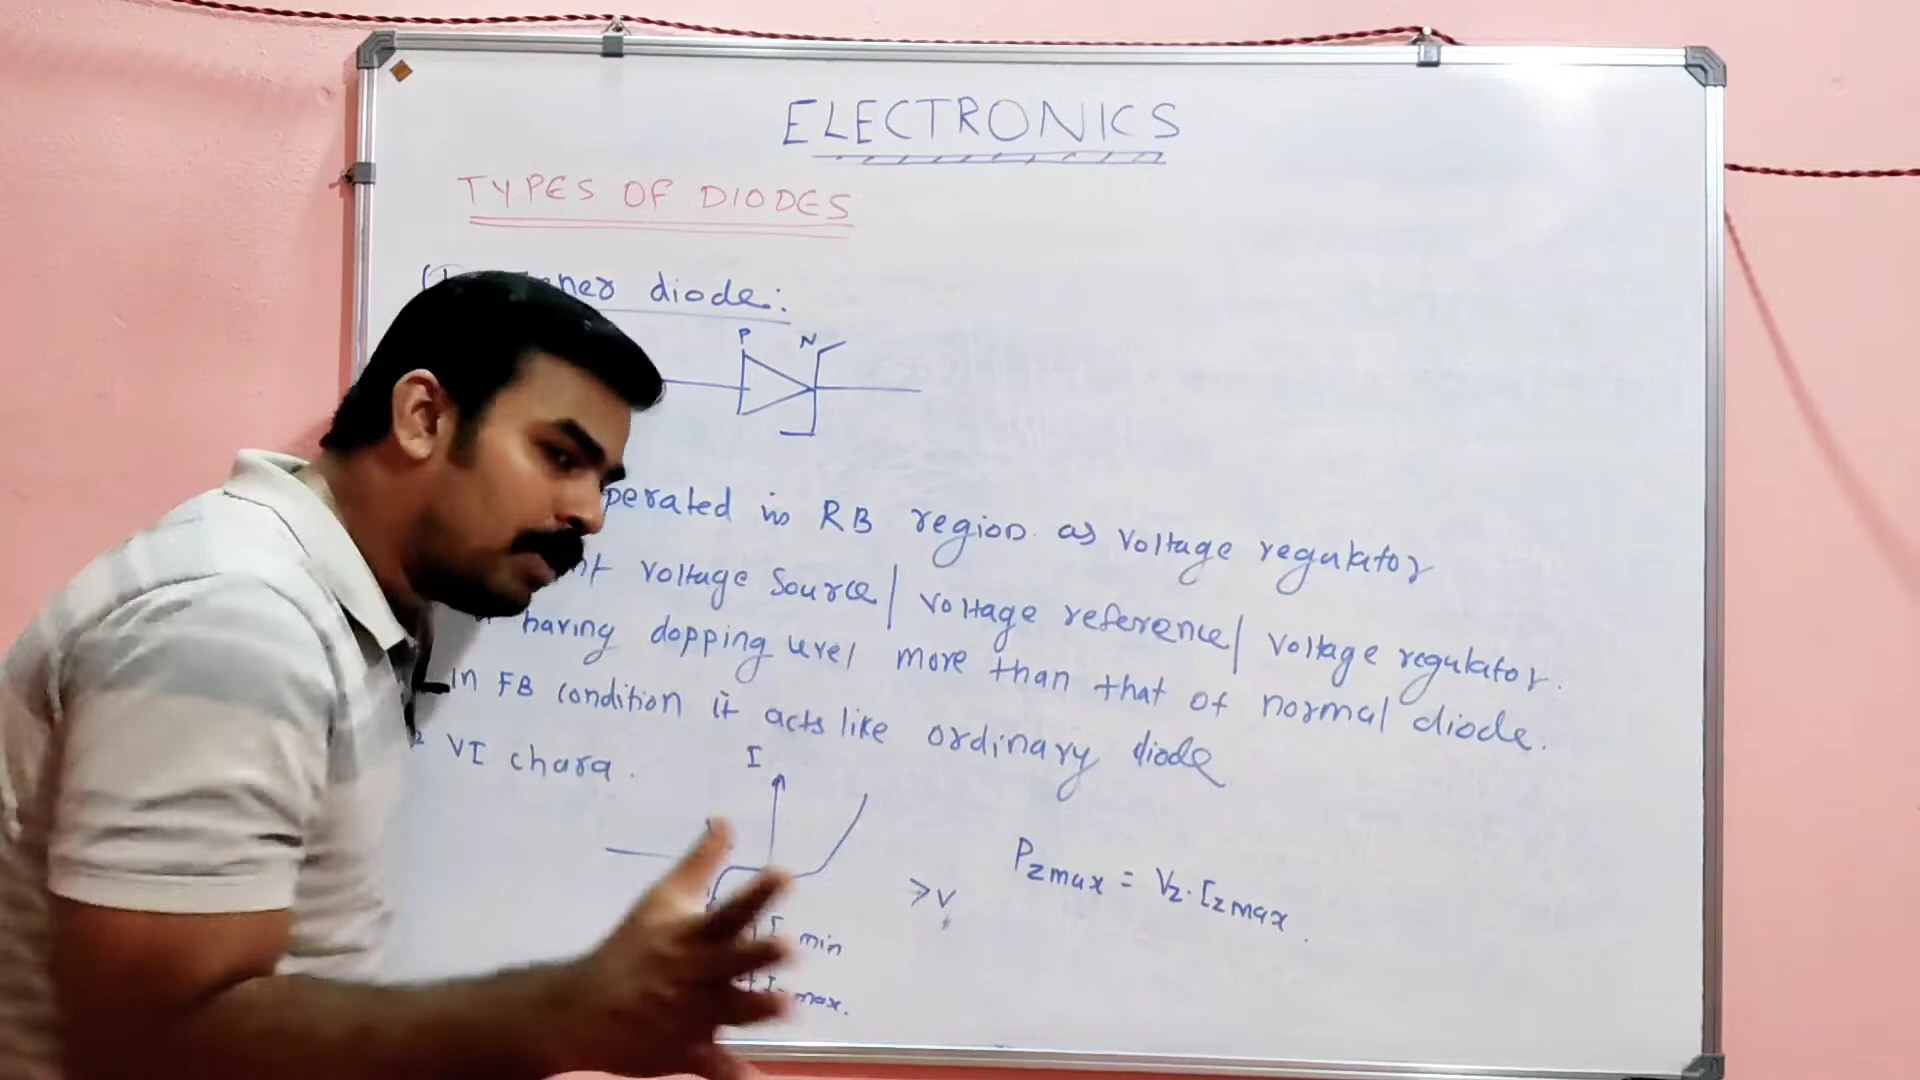 ELECTRONICS
TYPES OF DIODES
diode:
P N
perated in RB region as voltage regulator
voltage source/ voltage reference/ voltage regulator.
having dopping level more than that of normal diode.
in FB condition it acts like ordinary diode
VI chara.
I
>V
Pzmax = Vz. Izmax.
min
max.